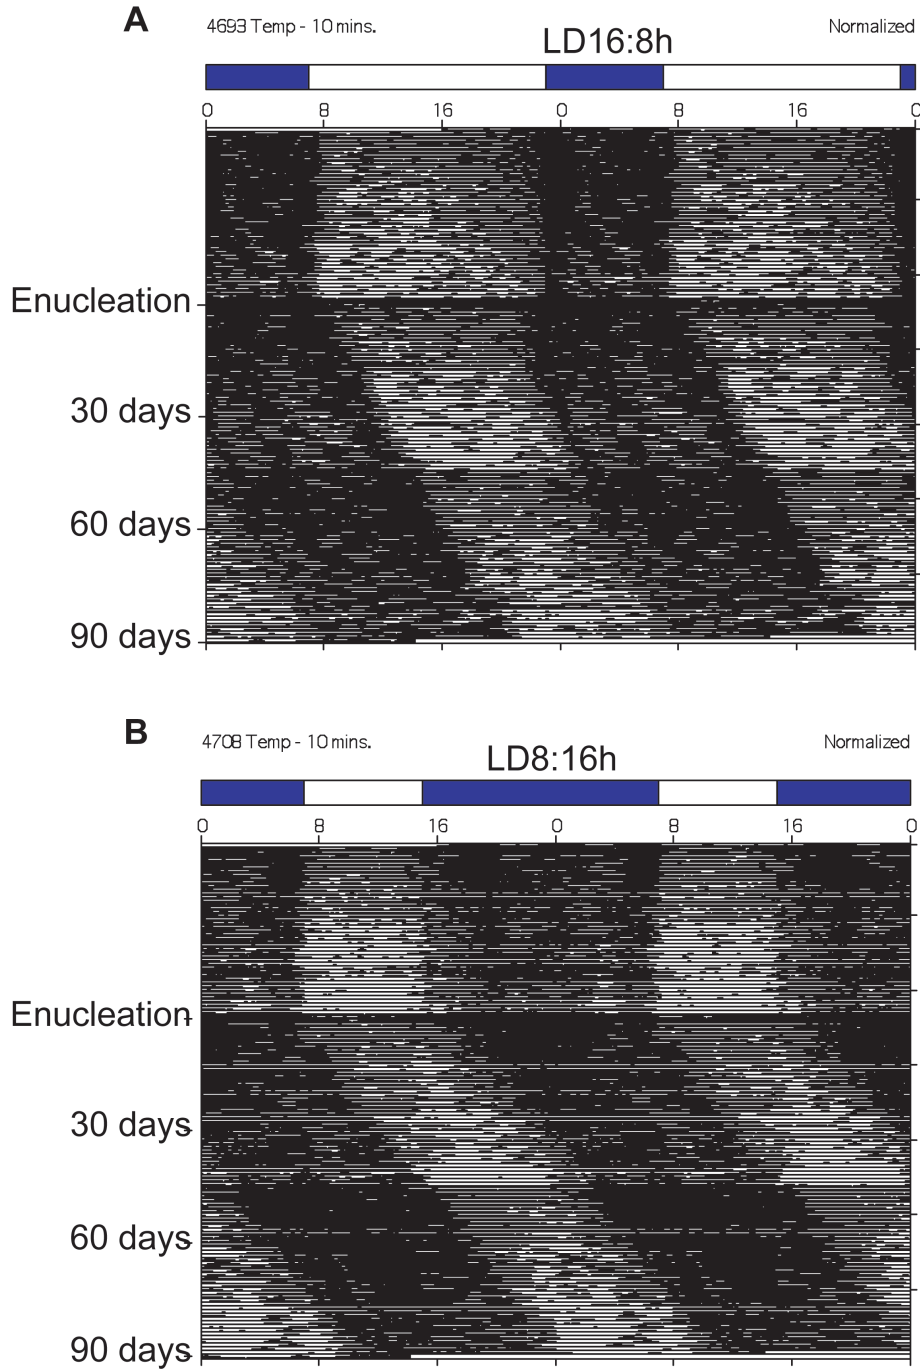 A
4693 Temp - 10 mins.
LD16:8h
Normalized
0 8 16 0 8 16 0
Enucleation
30 days
60 days
90 days
B
4708 Temp - 10 mins.
LD8:16h
Normalized
0 8 16 0 8 16 0
Enucleation
30 days
60 days
90 days